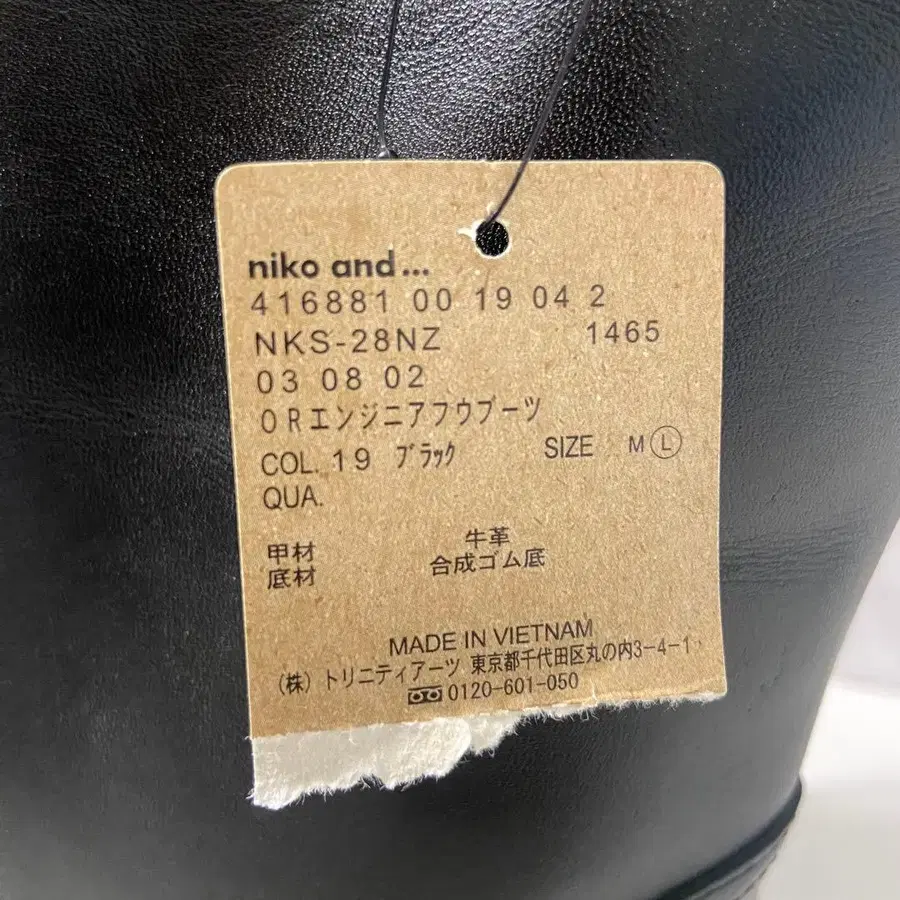 niko and...
416881 00 19 04 2
NKS-28NZ 1465
03 08 02
ORエンジニアフウブーツ
COL. 19 ブラック SIZE M Ⓛ
QUA.
甲材 牛革
底材 合成ゴム底
MADE IN VIETNAM
(株) トリニティアーツ 東京都千代田区丸の内3-4-1
0120-601-050